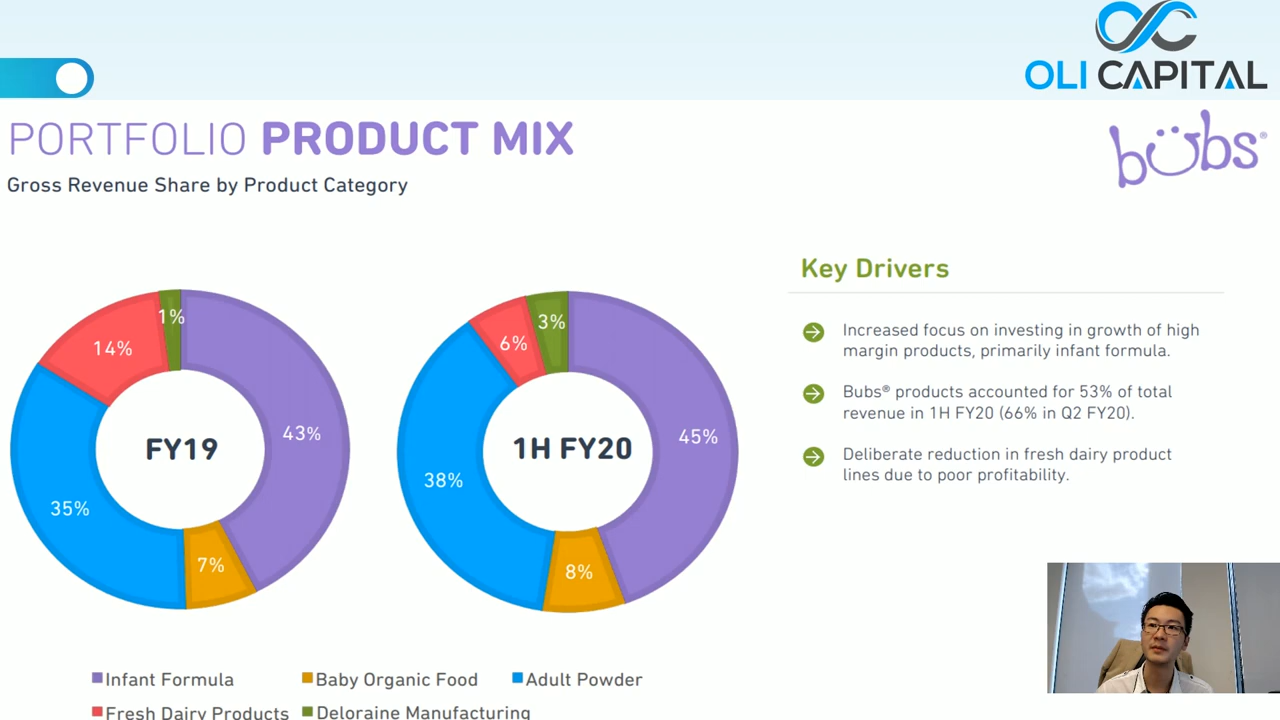 OLI CAPITAL
PORTFOLIO PRODUCT MIX
bubs®
Gross Revenue Share by Product Category
Key Drivers
Increased focus on investing in growth of high
margin products, primarily infant formula.
Bubs® products accounted for 53% of total
revenue in 1H FY20 (66% in Q2 FY20).
Deliberate reduction in fresh dairy product
lines due to poor profitability.
1%
14%
43%
FY19
35%
7%
3%
6%
45%
1H FY20
38%
8%
Infant Formula
Baby Organic Food
Adult Powder
Fresh Dairy Products
Deloraine Manufacturing